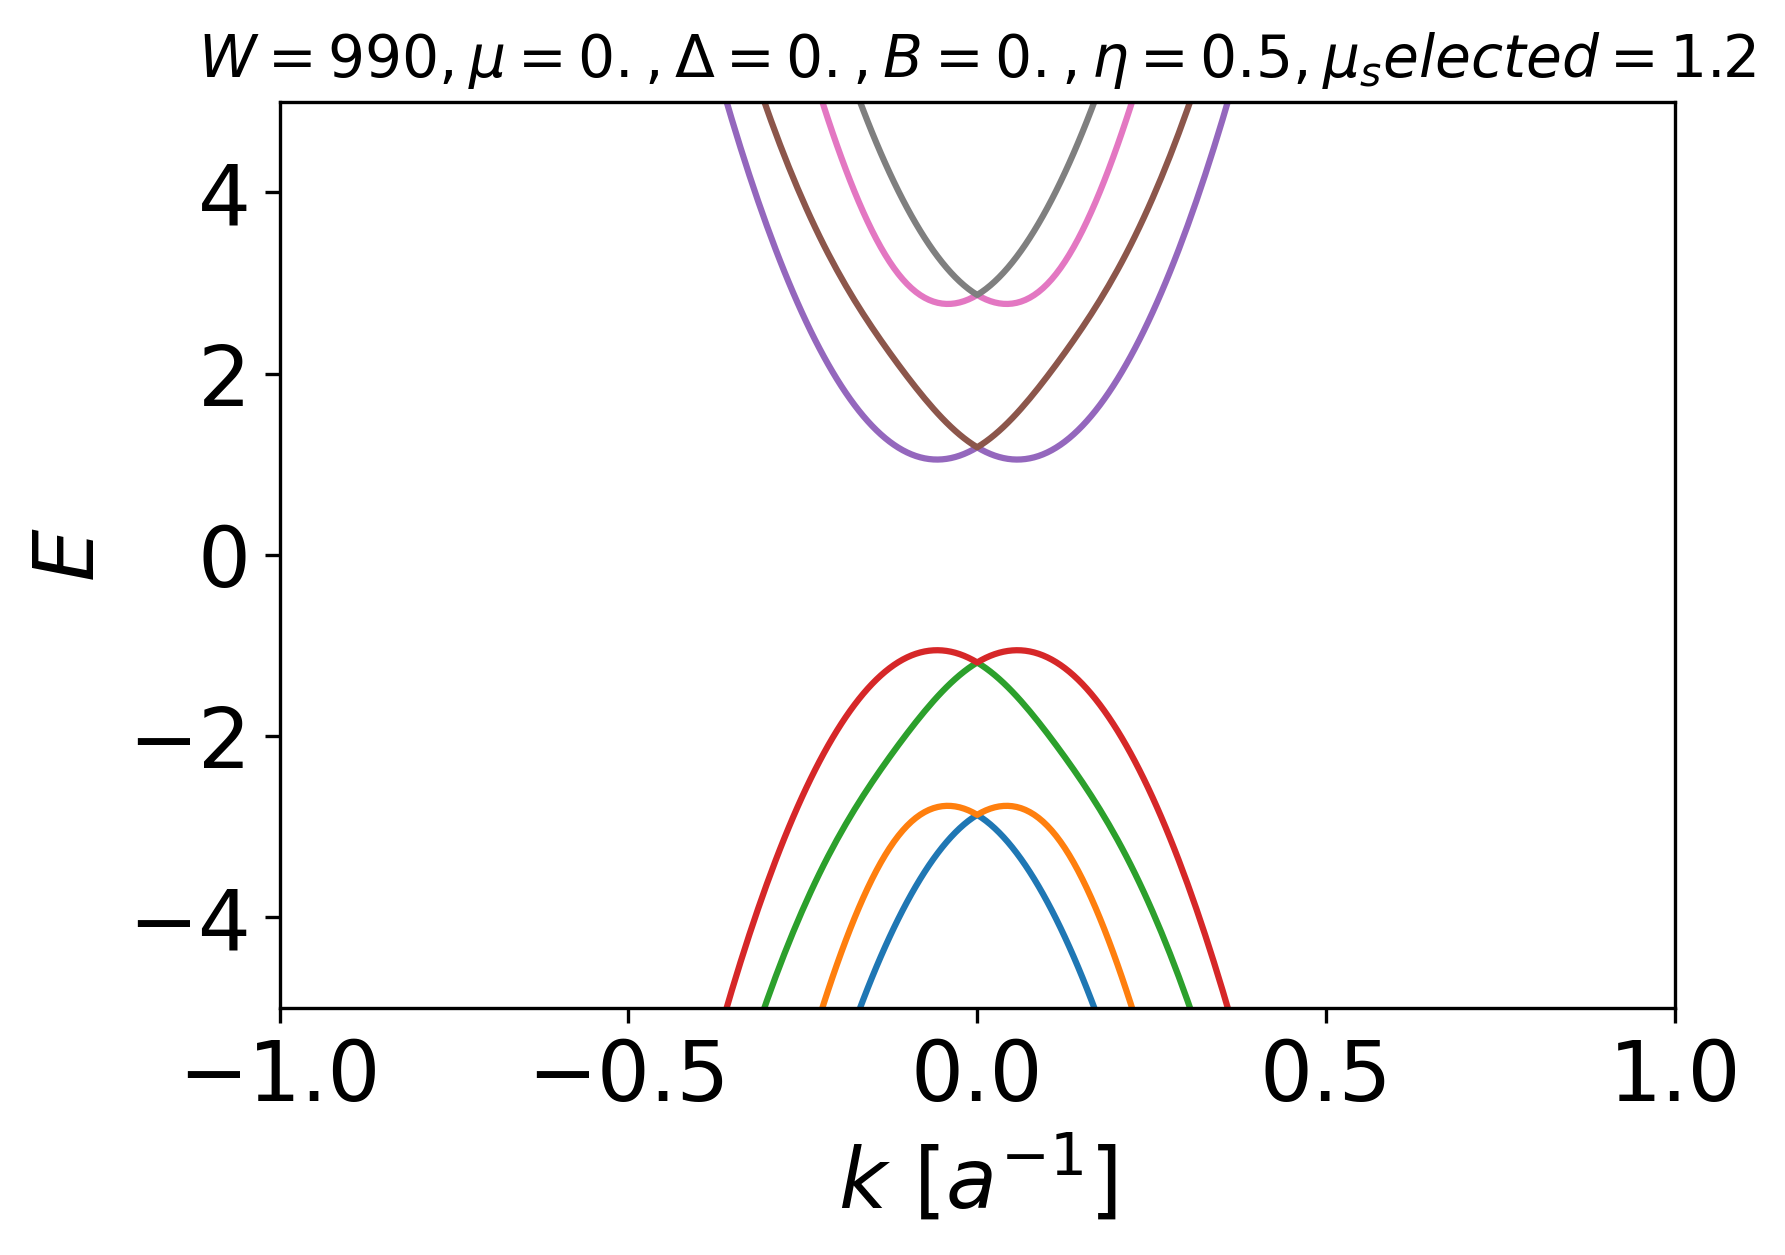 W = 990, μ = 0. , Δ = 0. , B = 0. , η = 0.5, μ_selected = 1.2
4
2
0
−2
−4
E
−1.0 −0.5 0.0 0.5 1.0
k [a⁻¹]